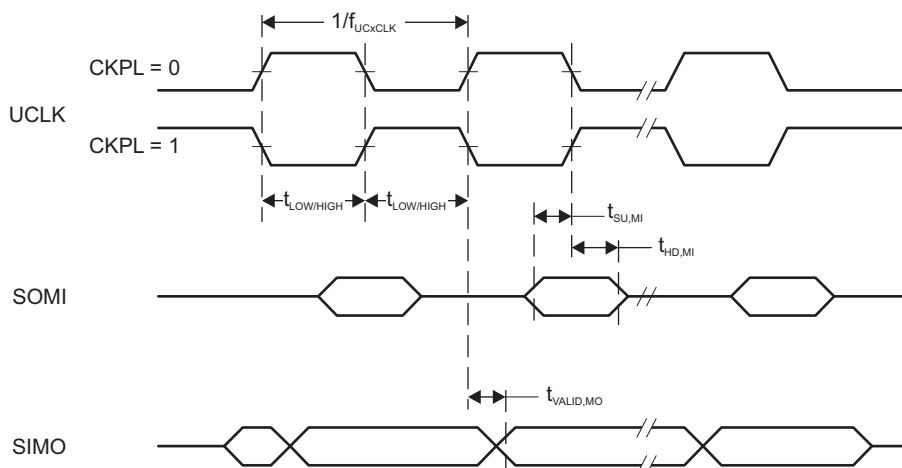 1/fUCxCLK
CKPL = 0
UCLK
CKPL = 1
tLOW/HIGH tLOW/HIGH
tSU,MI
tHD,MI
SOMI
tVALID,MO
SIMO